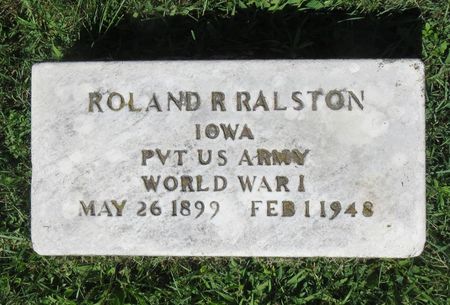 ROLAND R RALSTON
IOWA
PVT US ARMY
WORLD WAR I
MAY 26 1899 FEB 1 1948